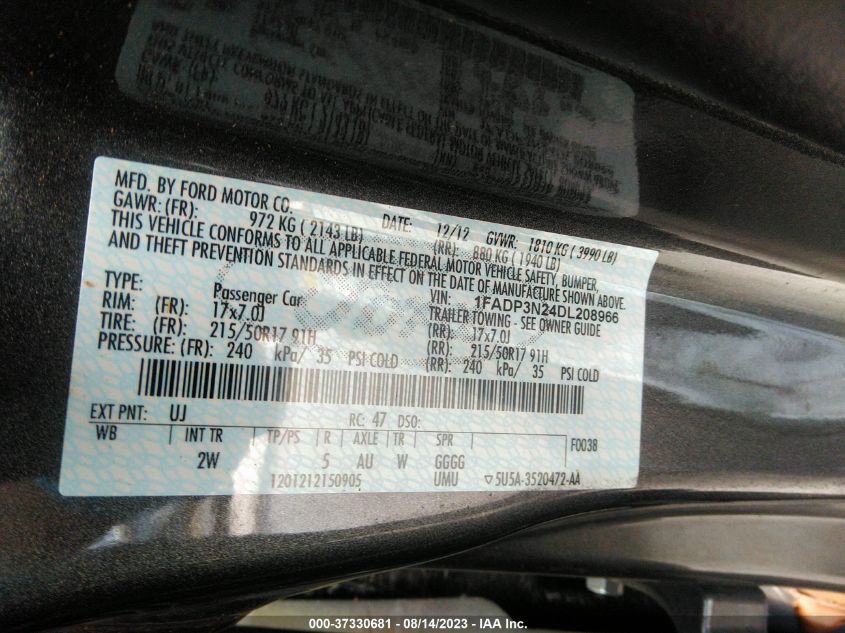 MFD. BY FORD MOTOR CO.
DATE: 12/12 GVWR: 1810 KG ( 3990 LB)
GAWR: (FR): 972 KG ( 2143 LB) (RR): 880 KG ( 1940 LB)
THIS VEHICLE CONFORMS TO ALL APPLICABLE FEDERAL MOTOR VEHICLE SAFETY, BUMPER,
AND THEFT PREVENTION STANDARDS IN EFFECT ON THE DATE OF MANUFACTURE SHOWN ABOVE.
VIN: 1FADP3N24DL208966
TYPE: Passenger Car TRAILER TOWING - SEE OWNER GUIDE
RIM: (FR): 17x7.0J (RR): 17x7.0J
TIRE: (FR): 215/50R17 91H (RR): 215/50R17 91H
PRESSURE: (FR): 240 kPa/ 35 PSI COLD (RR): 240 kPa/ 35 PSI COLD
EXT PNT: UJ RC: 47 DSO:
WB INT TR TP/PS R AXLE TR SPR F0038
2W 5 AU W GGGG
1201212150905 UMU ▽5U5A-3520472-AA
000-37330681 - 08/14/2023 - IAA Inc.